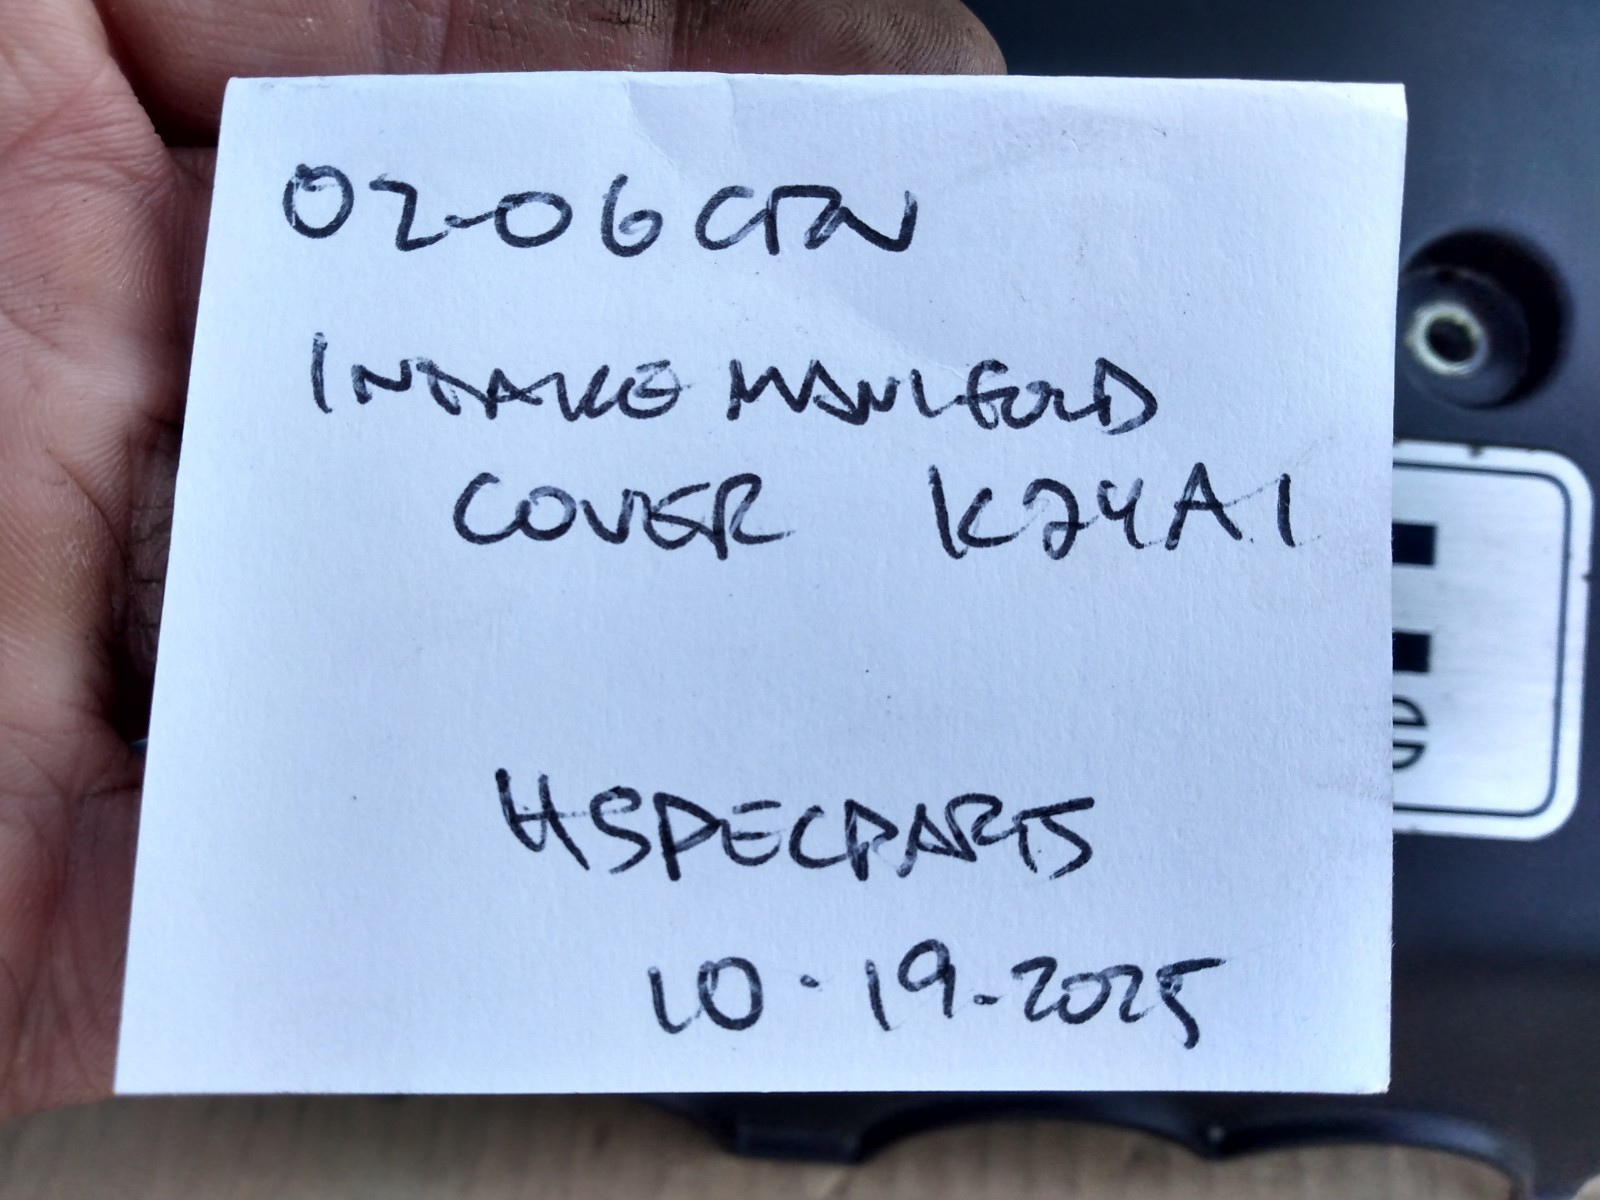 02-06 CRV
INTAKE MANIFOLD
COVER K24A1
HSPECPARTS
10-19-2025